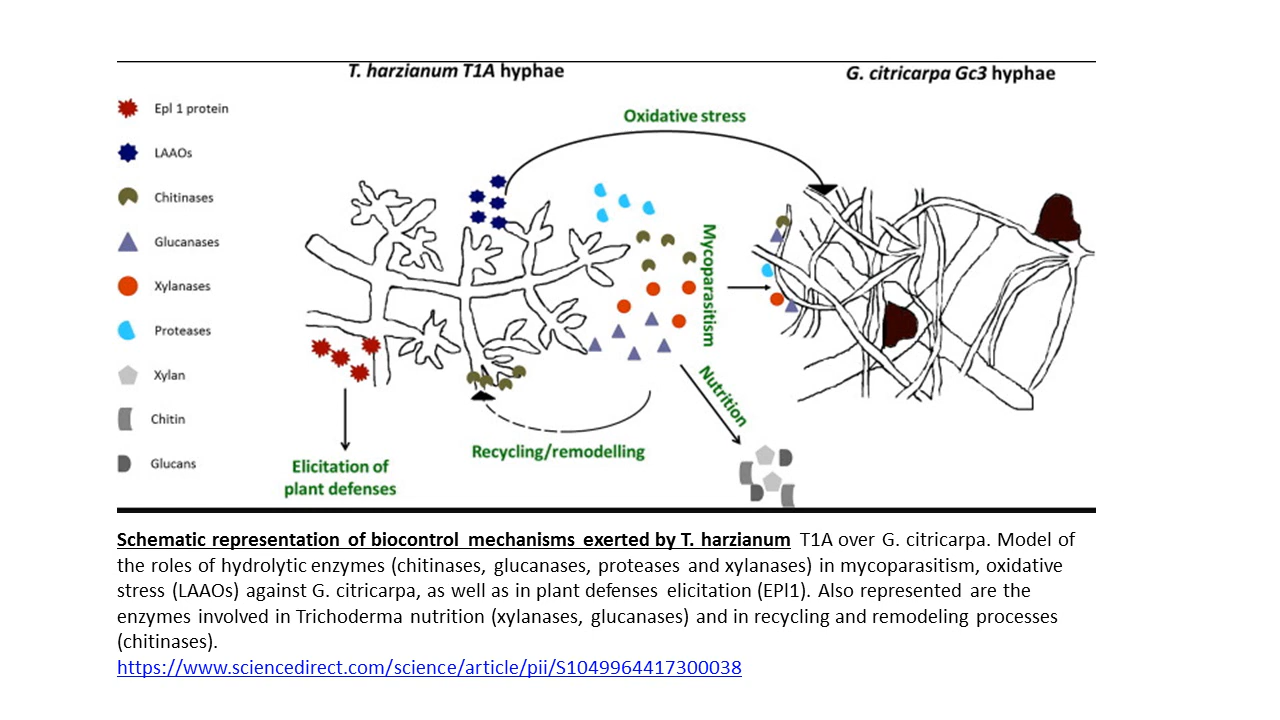 T. harzianum T1A hyphae
G. citricarpa Gc3 hyphae
Epl 1 protein
LAAOs
Chitinases
Glucanases
Xylanases
Proteases
Xylan
Chitin
Glucans
Oxidative stress
Mycoparasitism
Nutrition
Recycling/remodelling
Elicitation of
plant defenses
Schematic representation of biocontrol mechanisms exerted by T. harzianum T1A over G. citricarpa. Model of
the roles of hydrolytic enzymes (chitinases, glucanases, proteases and xylanases) in mycoparasitism, oxidative
stress (LAAOs) against G. citricarpa, as well as in plant defenses elicitation (EPl1). Also represented are the
enzymes involved in Trichoderma nutrition (xylanases, glucanases) and in recycling and remodeling processes
(chitinases).
https://www.sciencedirect.com/science/article/pii/S1049964417300038